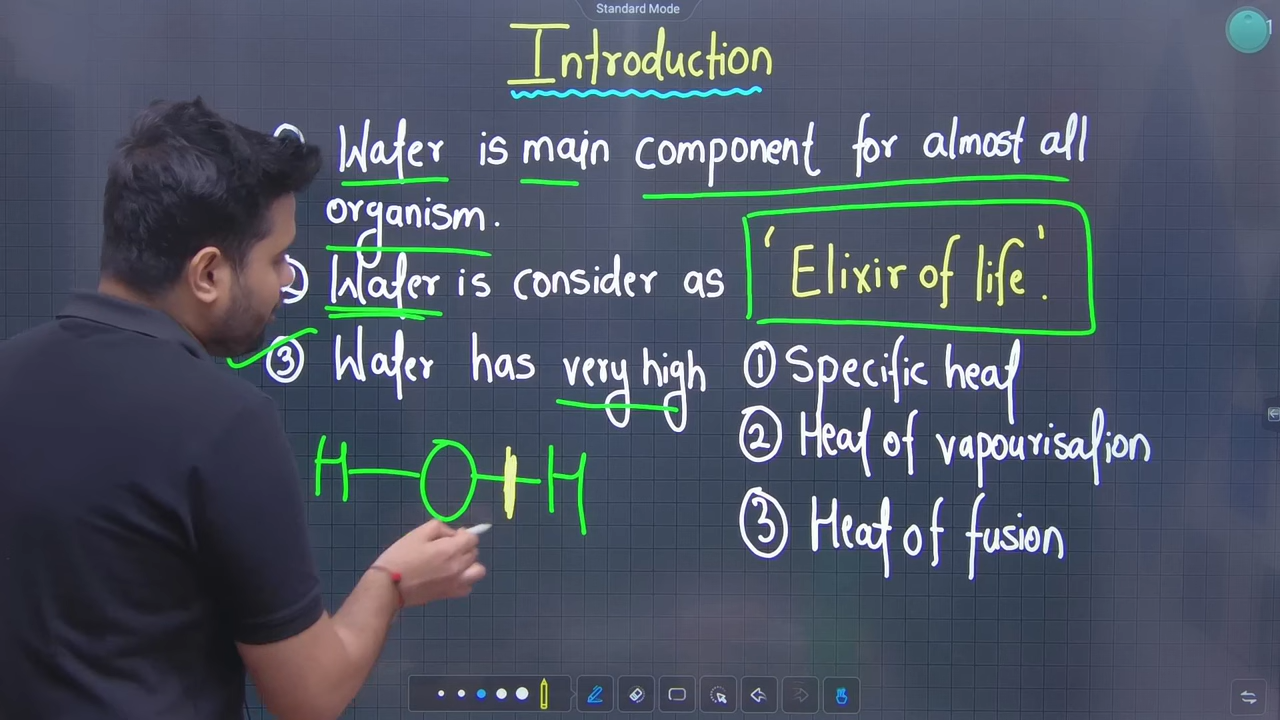 Standard Mode
1
Introduction
Water is main component for almost all
organism.
Water is consider as 'Elixir of life'.
③ Water has very high ① Specific heat
② Heat of vapourisation
③ Heat of fusion
H—O—H